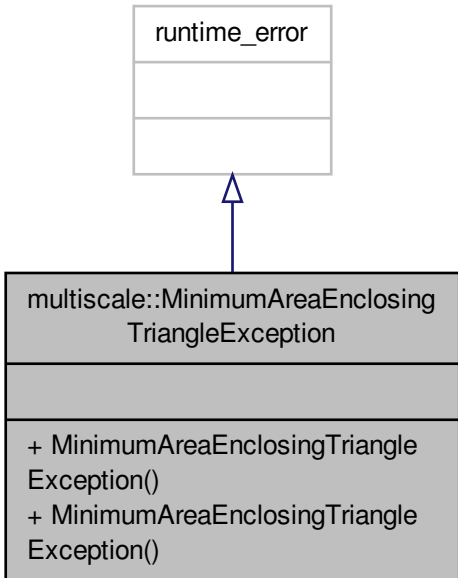 runtime_error
multiscale::MinimumAreaEnclosing
TriangleException
+ MinimumAreaEnclosingTriangle
Exception()
+ MinimumAreaEnclosingTriangle
Exception()